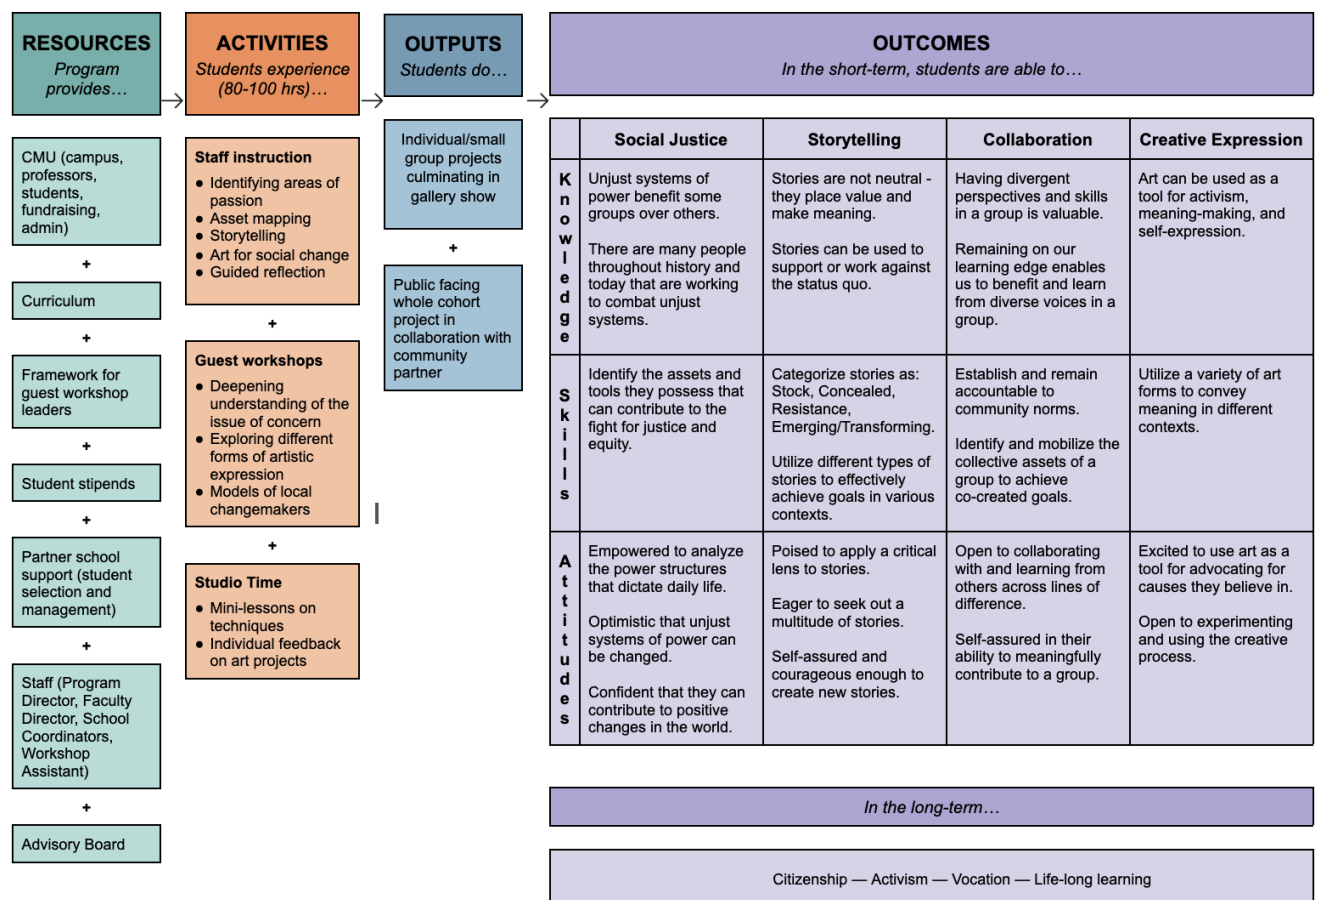 RESOURCES
Program
provides…
CMU (campus,
professors,
students,
fundraising,
admin)
+
Curriculum
+
Framework for
guest workshop
leaders
+
Student stipends
+
Partner school
support (student
selection and
management)
+
Staff (Program
Director, Faculty
Director, School
Coordinators,
Workshop
Assistant)
+
Advisory Board
ACTIVITIES
Students experience
(80-100 hrs)…
Staff instruction
● Identifying areas of
passion
● Asset mapping
● Storytelling
● Art for social change
● Guided reflection
+
Guest workshops
● Deepening
understanding of the
issue of concern
● Exploring different
forms of artistic
expression
● Models of local
changemakers
+
Studio Time
● Mini-lessons on
techniques
● Individual feedback
on art projects
OUTPUTS
Students do…
Individual/small
group projects
culminating in
gallery show
+
Public facing
whole cohort
project in
collaboration with
community
partner
OUTCOMES
In the short-term, students are able to…
Social Justice
Storytelling
Collaboration
Creative Expression
Knowledge
Unjust systems of
power benefit some
groups over others.
There are many people
throughout history and
today that are working
to combat unjust
systems.
Stories are not neutral -
they place value and
make meaning.
Stories can be used to
support or work against
the status quo.
Having divergent
perspectives and skills
in a group is valuable.
Remaining on our
learning edge enables
us to benefit and learn
from diverse voices in a
group.
Art can be used as a
tool for activism,
meaning-making, and
self-expression.
Skills
Identify the assets and
tools they possess that
can contribute to the
fight for justice and
equity.
Categorize stories as:
Stock, Concealed,
Resistance,
Emerging/Transforming.
Utilize different types of
stories to effectively
achieve goals in various
contexts.
Establish and remain
accountable to
community norms.
Identify and mobilize the
collective assets of a
group to achieve
co-created goals.
Utilize a variety of art
forms to convey
meaning in different
contexts.
Attitudes
Empowered to analyze
the power structures
that dictate daily life.
Optimistic that unjust
systems of power can
be changed.
Confident that they can
contribute to positive
changes in the world.
Poised to apply a critical
lens to stories.
Eager to seek out a
multitude of stories.
Self-assured and
courageous enough to
create new stories.
Open to collaborating
with and learning from
others across lines of
difference.
Self-assured in their
ability to meaningfully
contribute to a group.
Excited to use art as a
tool for advocating for
causes they believe in.
Open to experimenting
and using the creative
process.
In the long-term…
Citizenship — Activism — Vocation — Life-long learning